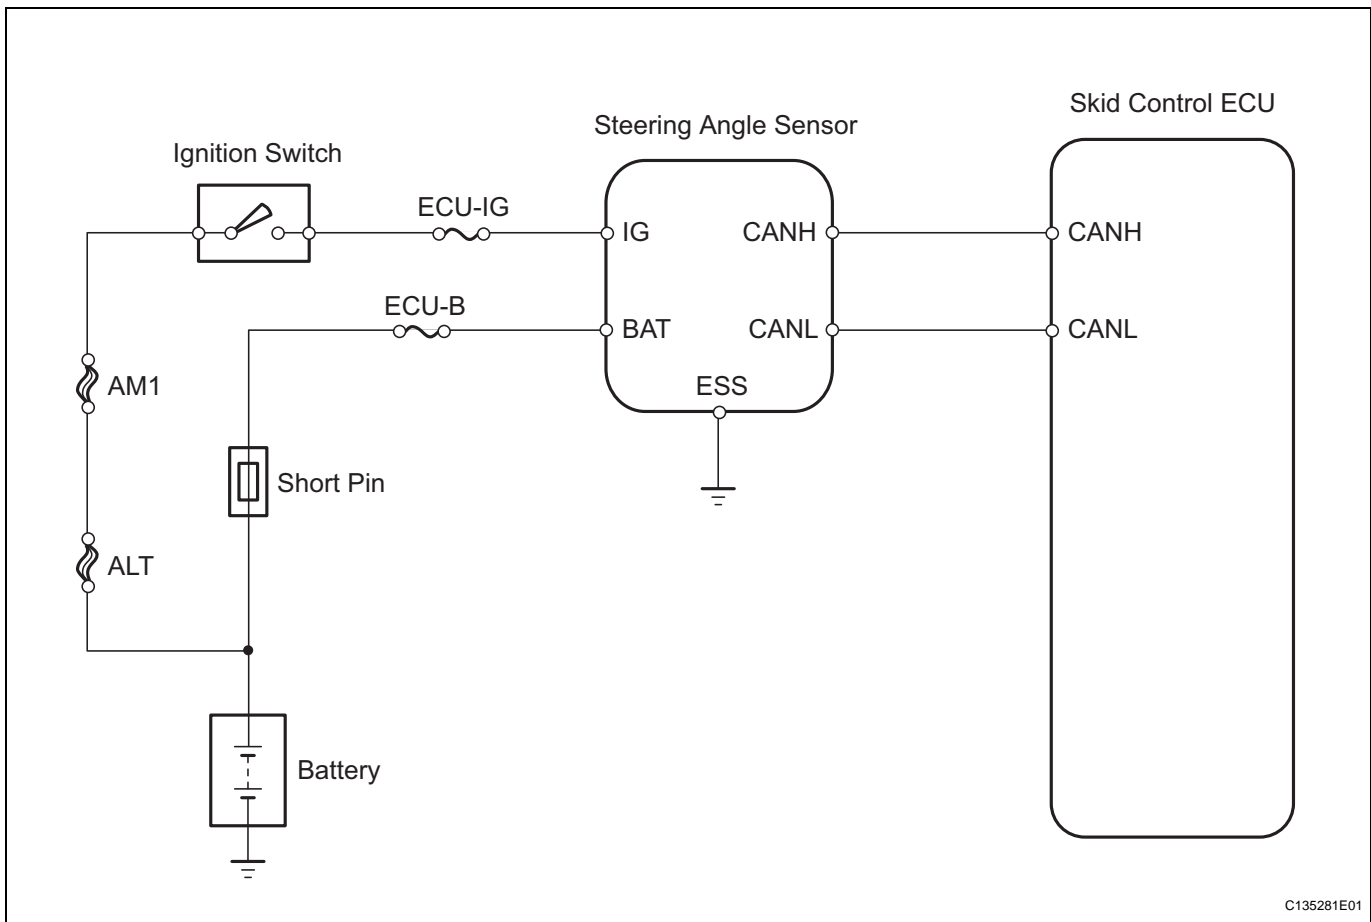 Skid Control ECU
Steering Angle Sensor
Ignition Switch
ECU-IG
IG
CANH
CANH
ECU-B
BAT
CANL
CANL
AM1
ESS
Short Pin
ALT
Battery
C135281E01